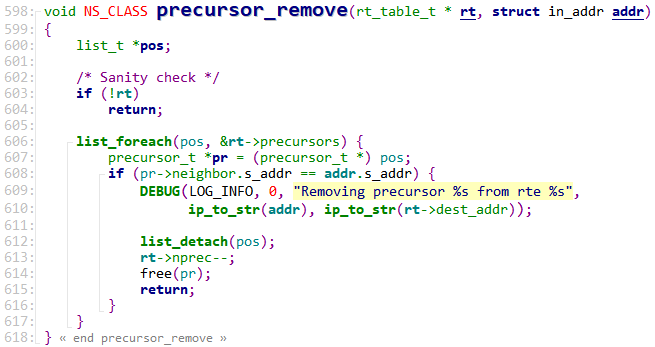 598: void NS_CLASS precursor_remove(rt_table_t * rt, struct in_addr addr)
599: {
600:     list_t *pos;
601:
602:     /* Sanity check */
603:     if (!rt)
604:         return;
605:
606:     list_foreach(pos, &rt->precursors) {
607:         precursor_t *pr = (precursor_t *) pos;
608:         if (pr->neighbor.s_addr == addr.s_addr) {
609:             DEBUG(LOG_INFO, 0, "Removing precursor %s from rte %s",
610:                   ip_to_str(addr), ip_to_str(rt->dest_addr));
611:
612:             list_detach(pos);
613:             rt->nprec--;
614:             free(pr);
615:             return;
616:         }
617:     }
618: } « end precursor_remove »